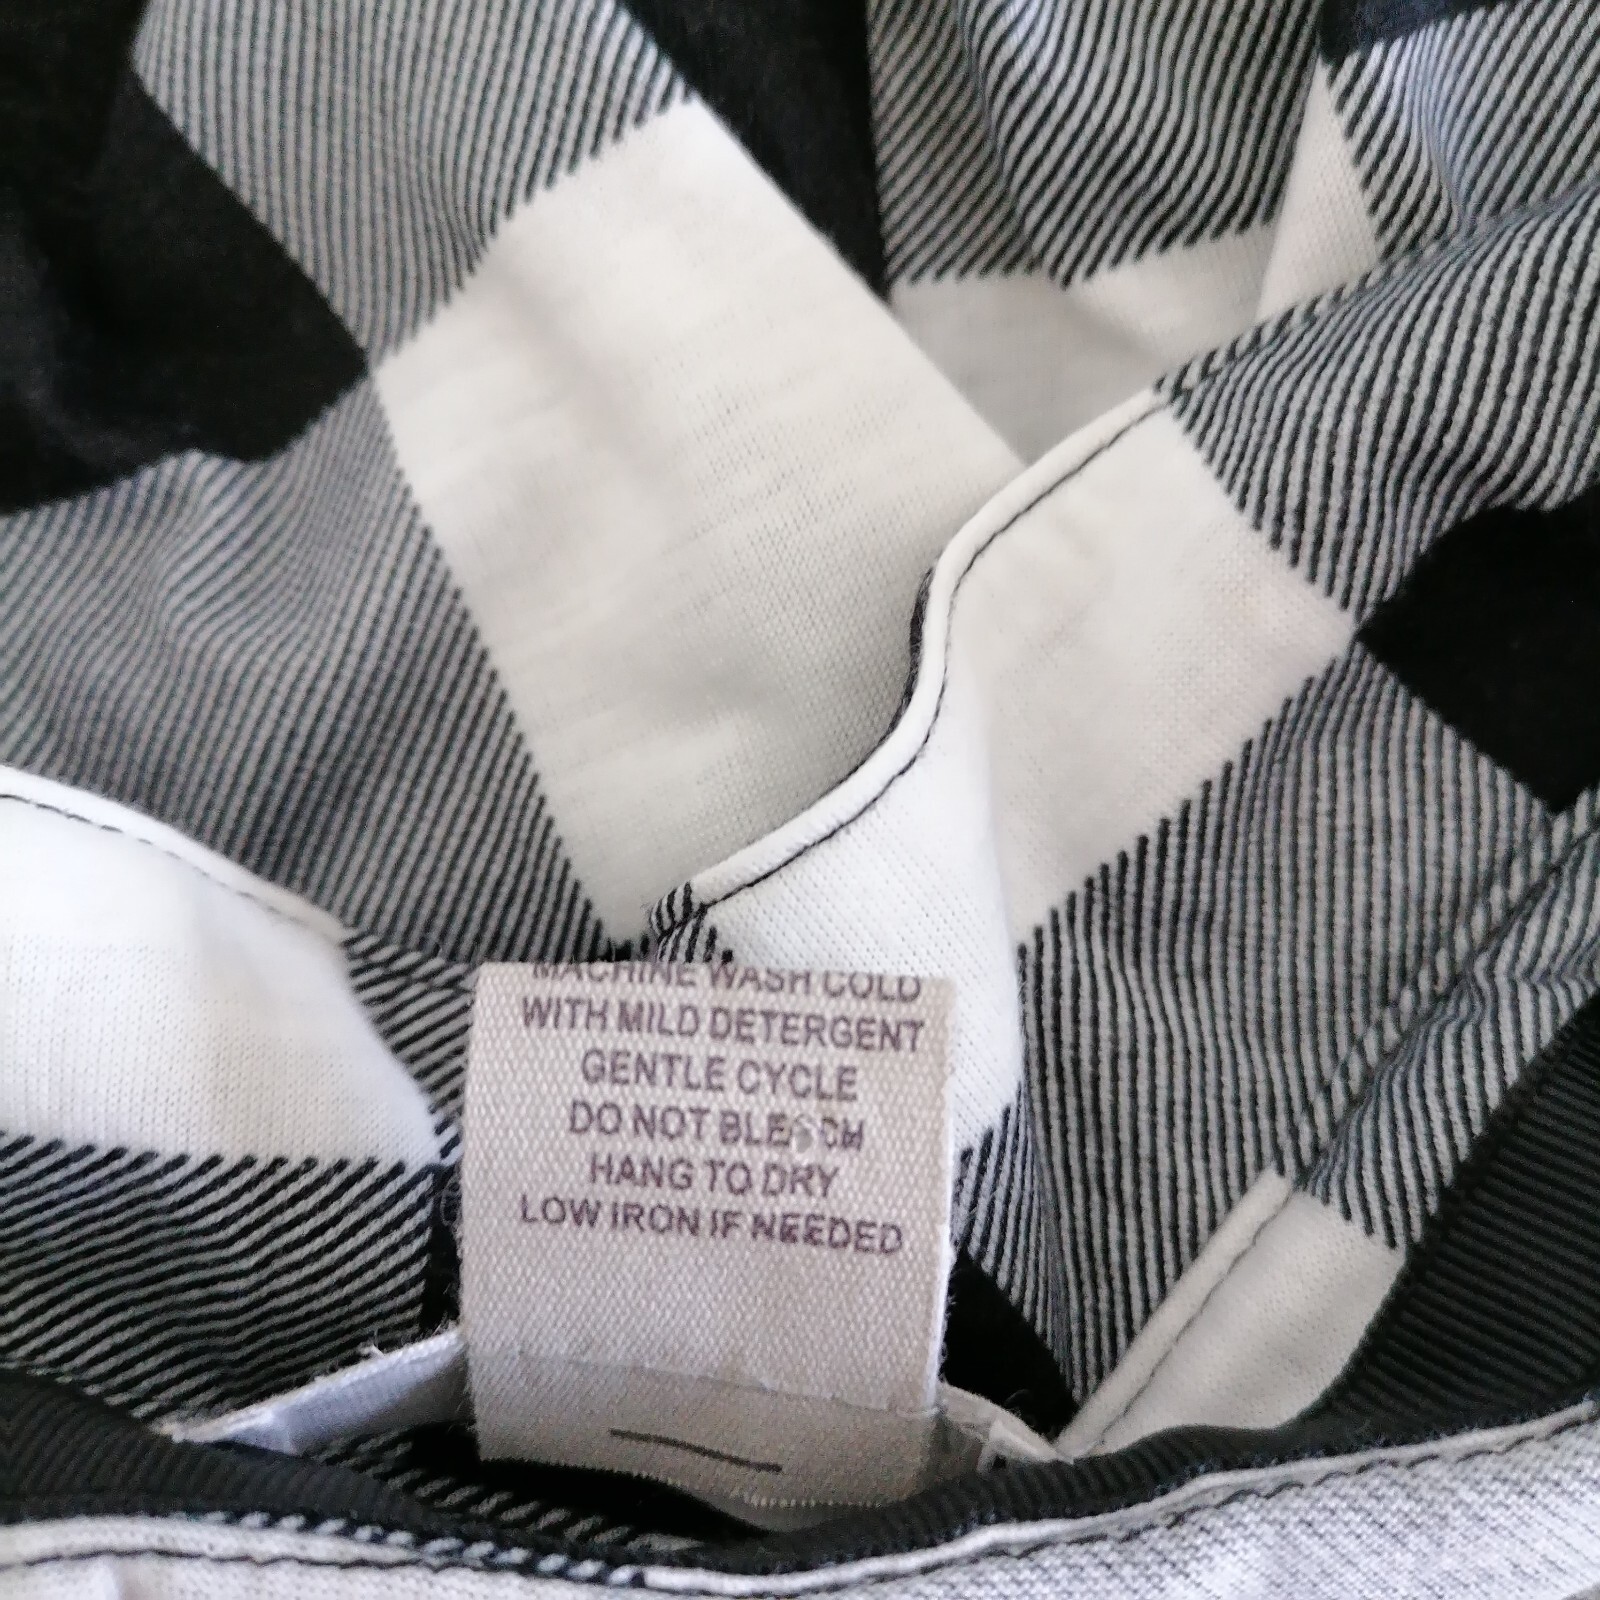 MACHINE WASH COLD
WITH MILD DETERGENT
GENTLE CYCLE
DO NOT BLEACH
HANG TO DRY
LOW IRON IF NEEDED